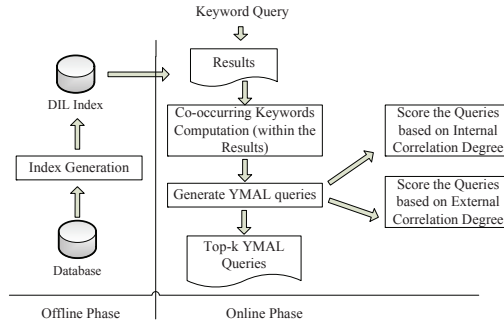 Keyword Query
Results
DIL Index
Co-occurring Keywords
Computation (within the
Results)
Score the Queries
based on Internal
Correlation Degree
Index Generation
Generate YMAL queries
Score the Queries
based on External
Correlation Degree
Database
Top-k YMAL
Queries
Offline Phase
Online Phase